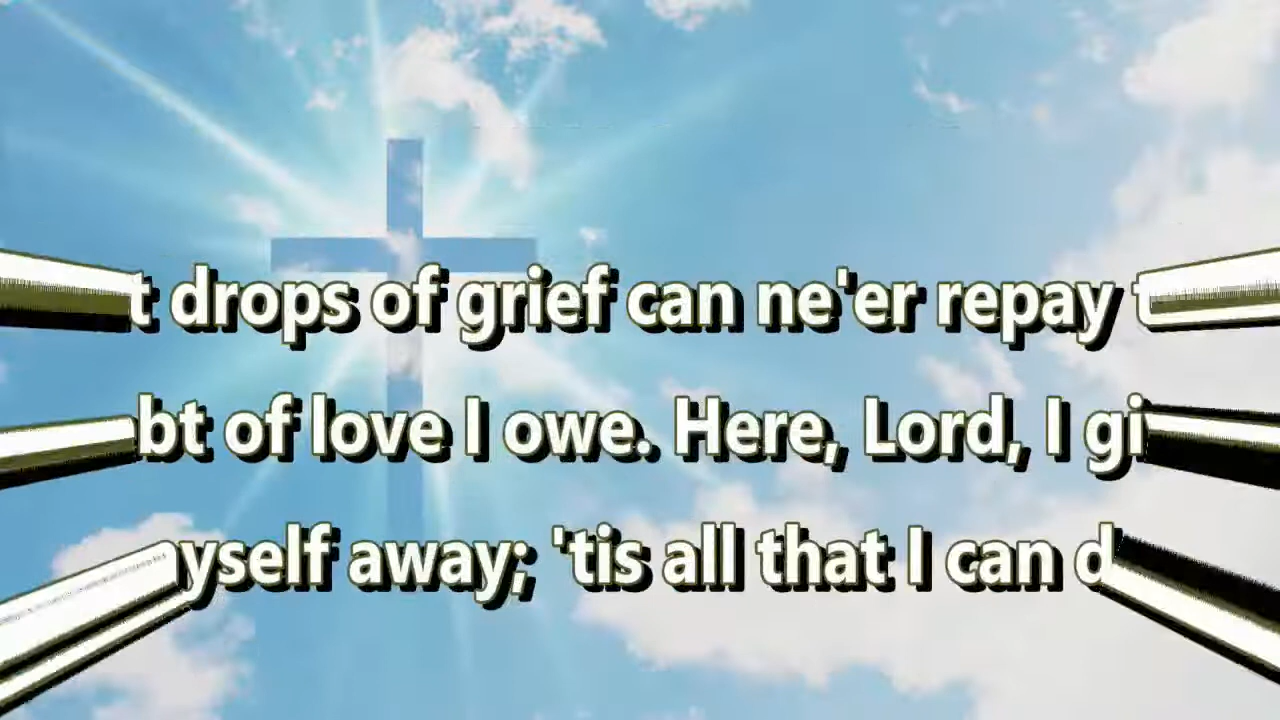 t drops of grief can ne'er repay t
bt of love I owe. Here, Lord, I gi
yself away; 'tis all that I can d